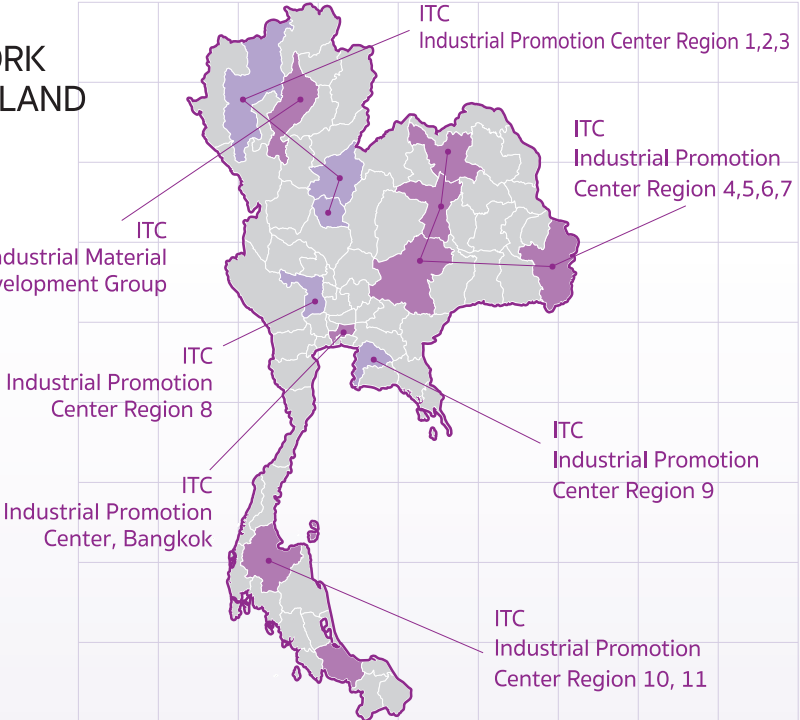 ORK
LAND
ITC
Industrial Promotion Center Region 1,2,3
ITC
Industrial Promotion
Center Region 4,5,6,7
ITC
ndustrial Material
velopment Group
ITC
Industrial Promotion
Center Region 8
ITC
Industrial Promotion
Center Region 9
ITC
Industrial Promotion
Center, Bangkok
ITC
Industrial Promotion
Center Region 10, 11